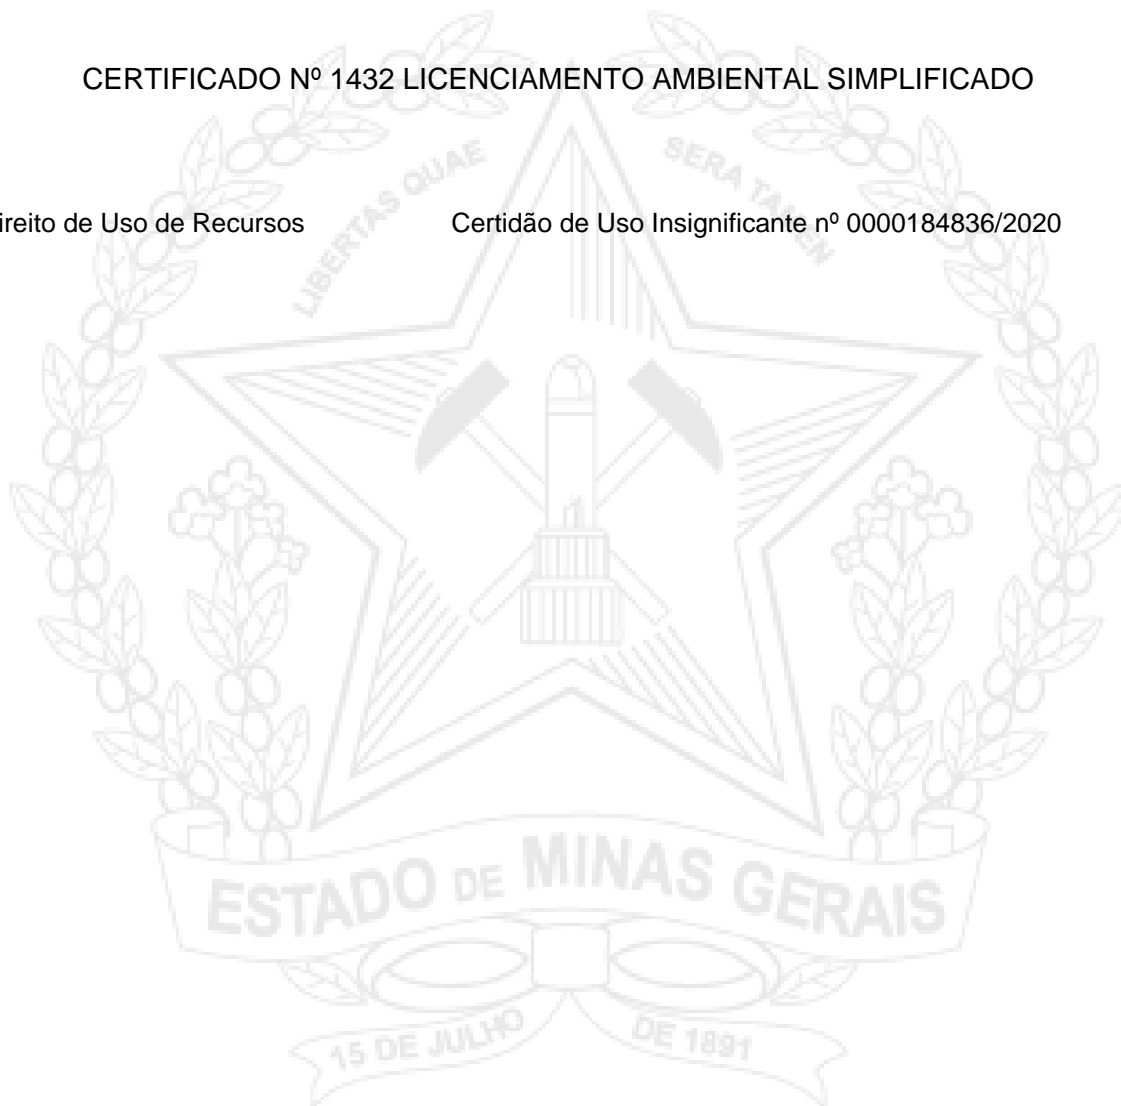 CERTIFICADO Nº 1432 LICENCIAMENTO AMBIENTAL SIMPLIFICADO
LIBERTAS QUAE SERA TAMEN
ireito de Uso de Recursos Certidão de Uso Insignificante nº 0000184836/2020
ESTADO DE MINAS GERAIS
15 DE JULHO DE 1891